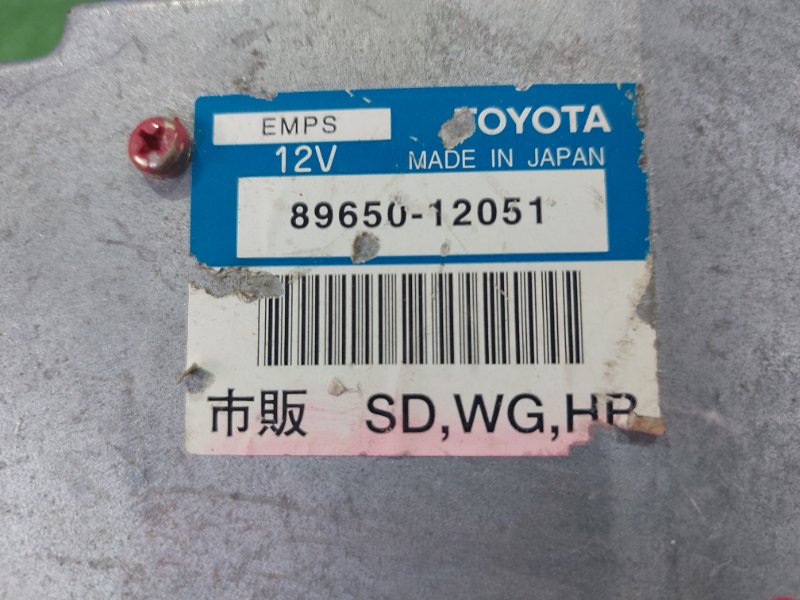 EMPS TOYOTA
12V MADE IN JAPAN
89650-12051
市販 SD,WG,HB